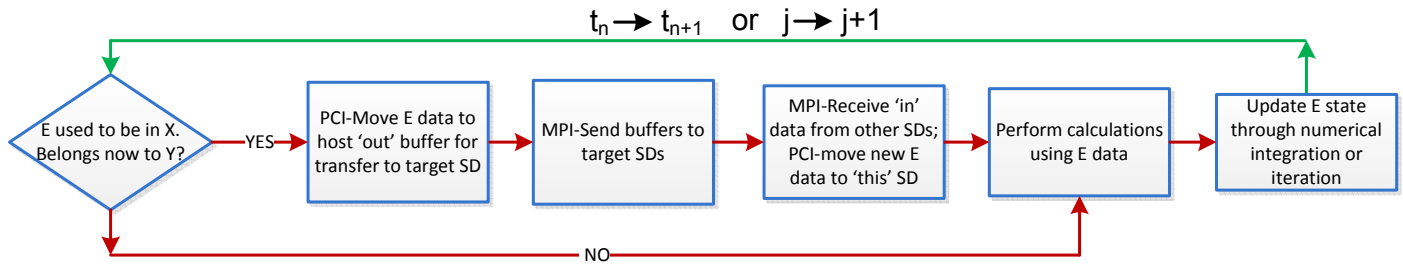 tn → tn+1 or j → j+1
E used to be in X.
Belongs now to Y?
YES
PCI-Move E data to
host ‘out’ buffer for
transfer to target SD
MPI-Send buffers to
target SDs
MPI-Receive ‘in’
data from other SDs;
PCI-move new E
data to ‘this’ SD
Perform calculations
using E data
Update E state
through numerical
integration or
iteration
NO